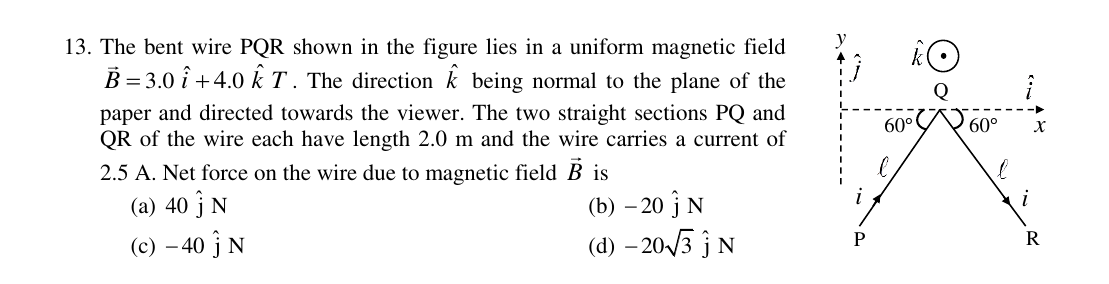 13. The bent wire PQR shown in the figure lies in a uniform magnetic field
$\vec{B} = 3.0\ \hat{i} + 4.0\ \hat{k}\ T$. The direction $\hat{k}$ being normal to the plane of the
paper and directed towards the viewer. The two straight sections PQ and
QR of the wire each have length 2.0 m and the wire carries a current of
2.5 A. Net force on the wire due to magnetic field $\vec{B}$ is
(a) 40 $\hat{j}$ N (b) – 20 $\hat{j}$ N
(c) – 40 $\hat{j}$ N (d) – 20$\sqrt{3}$ $\hat{j}$ N
y
$\hat{j}$
$\hat{k}$
Q
$\hat{i}$
60° 60° x
ℓ ℓ
i i
P R